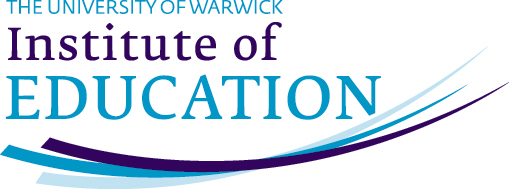 THE UNIVERSITY OF WARWICK
Institute of
EDUCATION